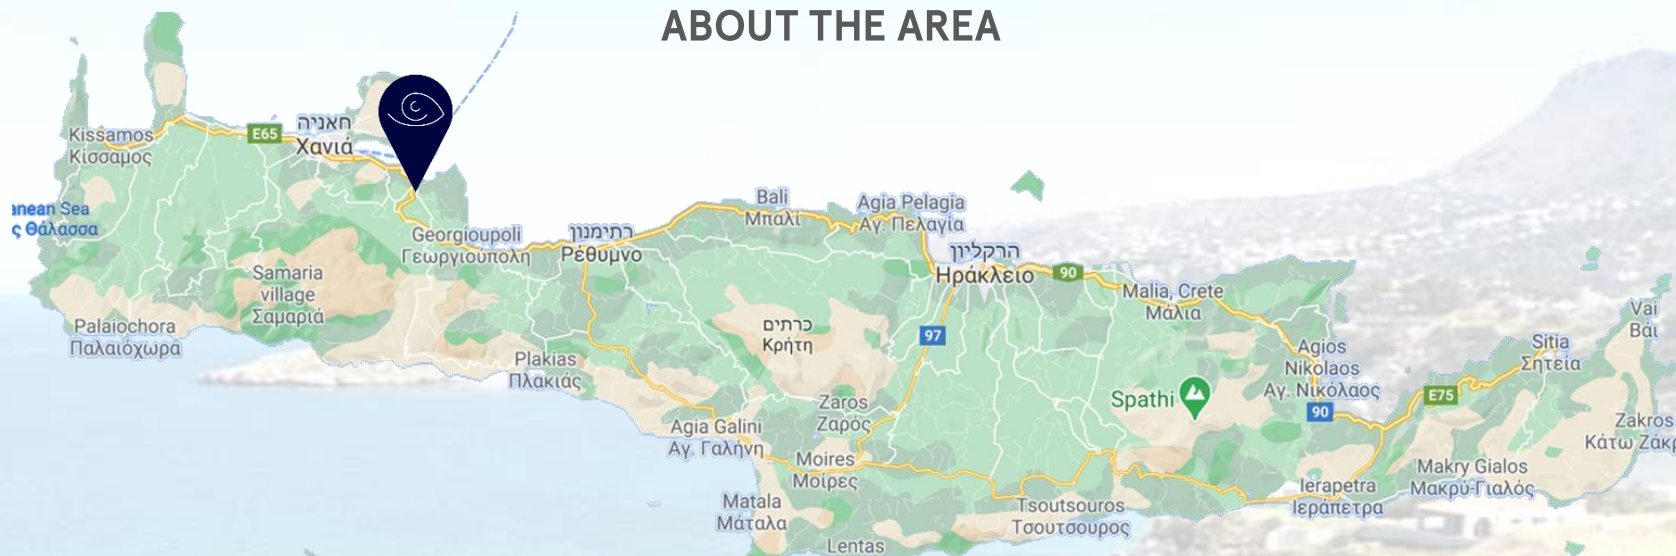 ABOUT THE AREA
Kissamos
Κίσσαμος
E65
חאניה
Χανιά
anean Sea
ς Θάλασσα
Georgioupoli
Γεωργιούπολη
רתימנון
Ρέθυμνο
Bali
Μπαλί
Agia Pelagia
Αγ. Πελαγία
הרקליון
Ηράκλειο
90
Malia, Crete
Μάλια
Samaria
village
Σαμαριά
Palaiochora
Παλαιόχωρα
Plakias
Πλακιάς
כרתים
Κρήτη
97
Agios
Nikolaos
Αγ. Νικόλαος
90
Sitia
Σητεία
Vai
Βάι
E75
Spathi
Zaros
Ζαρός
Agia Galini
Αγ. Γαλήνη
Moires
Μοίρες
Zakros
Κάτω Ζάκρ
Makry Gialos
Μακρύ-Γιαλός
Ierapetra
Ιεράπετρα
Matala
Μάταλα
Tsoutsouros
Τσουτσουρος
Lentas